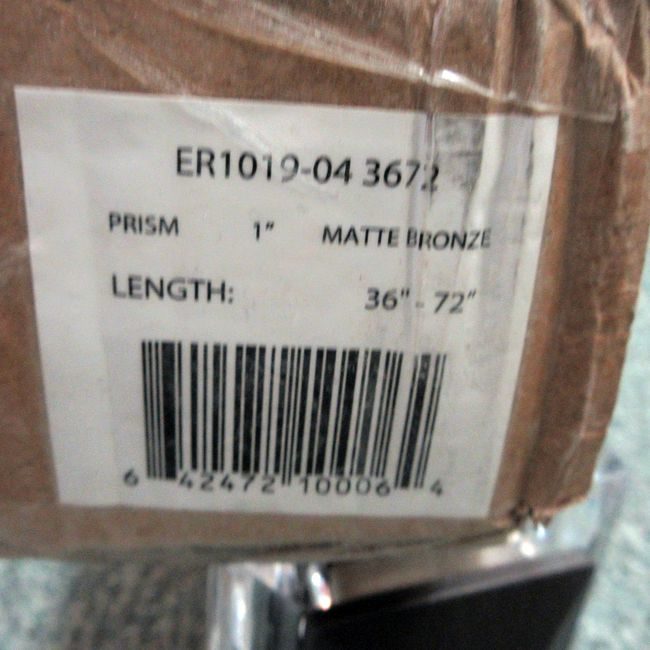 ER1019-04 3672
PRISM 1" MATTE BRONZE
LENGTH: 36" - 72"
6 42472 10006 4